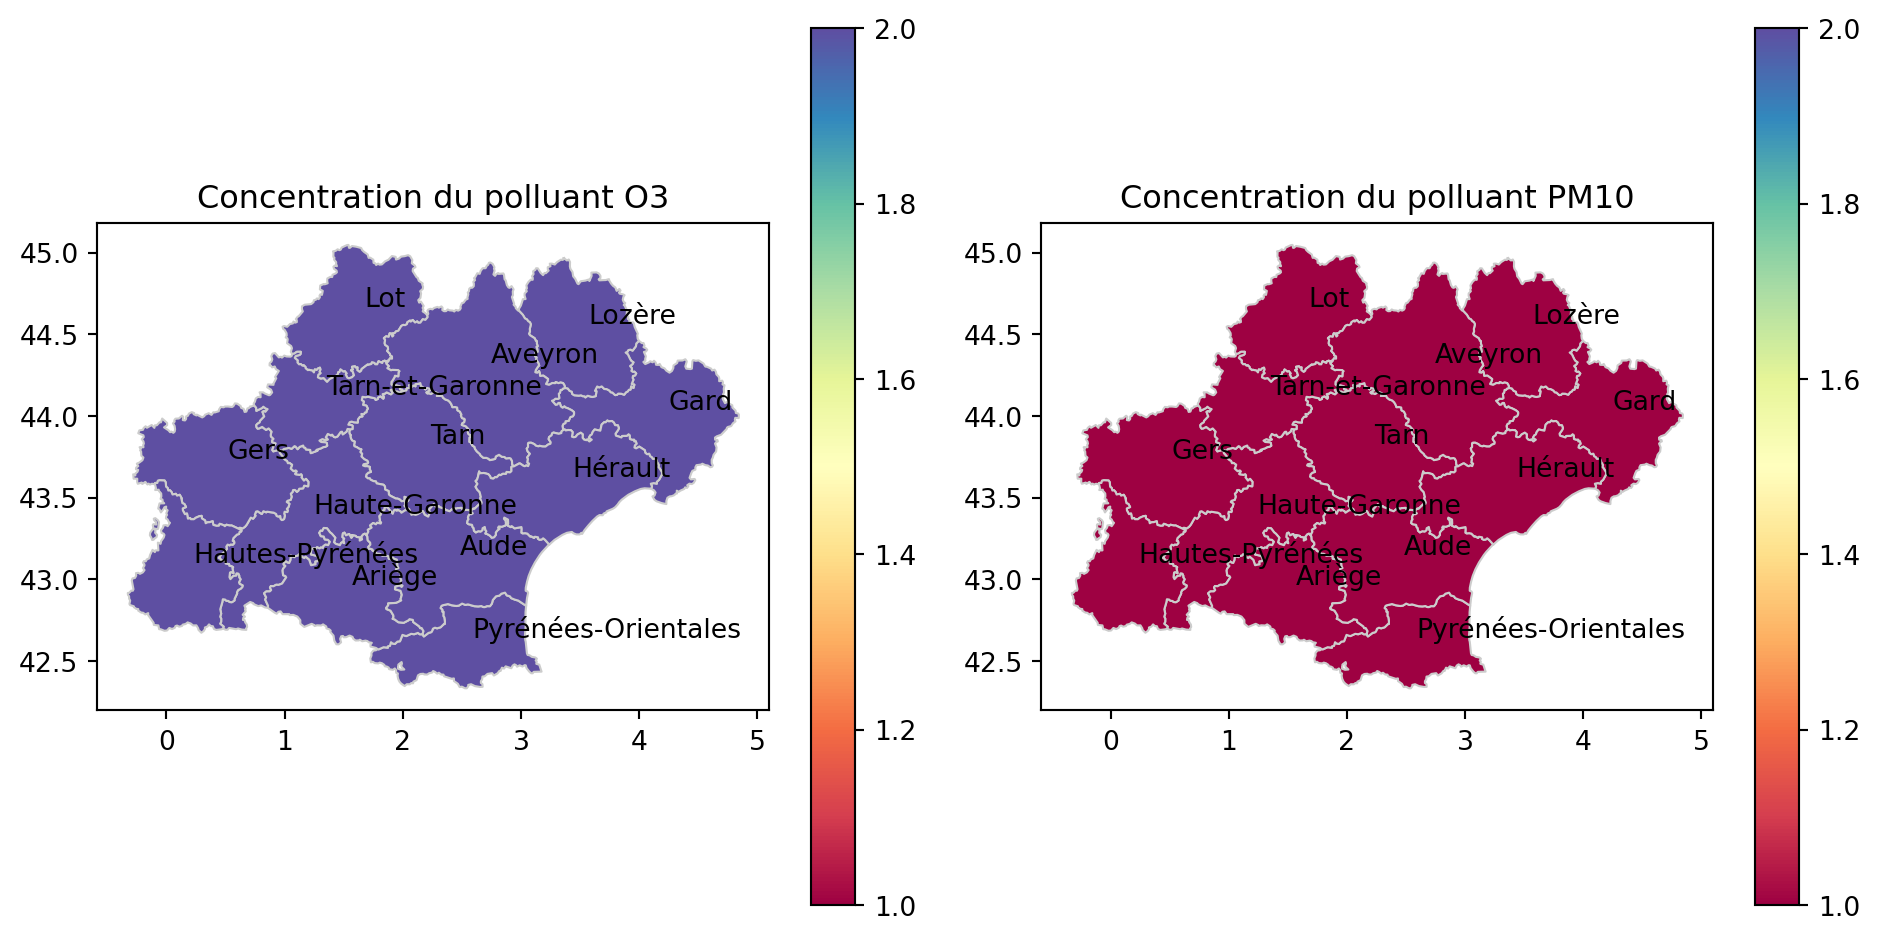 Concentration du polluant O3
45.0
44.5
44.0
43.5
43.0
42.5
0 1 2 3 4 5
Lot
Lozère
Aveyron
Tarn-et-Garonne
Gard
Tarn
Gers
Hérault
Haute-Garonne
Aude
Hautes-Pyrénées
Ariège
Pyrénées-Orientales
2.0
1.8
1.6
1.4
1.2
1.0
Concentration du polluant PM10
45.0
44.5
44.0
43.5
43.0
42.5
0 1 2 3 4 5
Lot
Lozère
Aveyron
Tarn-et-Garonne
Gard
Tarn
Gers
Hérault
Haute-Garonne
Aude
Hautes-Pyrénées
Ariège
Pyrénées-Orientales
2.0
1.8
1.6
1.4
1.2
1.0